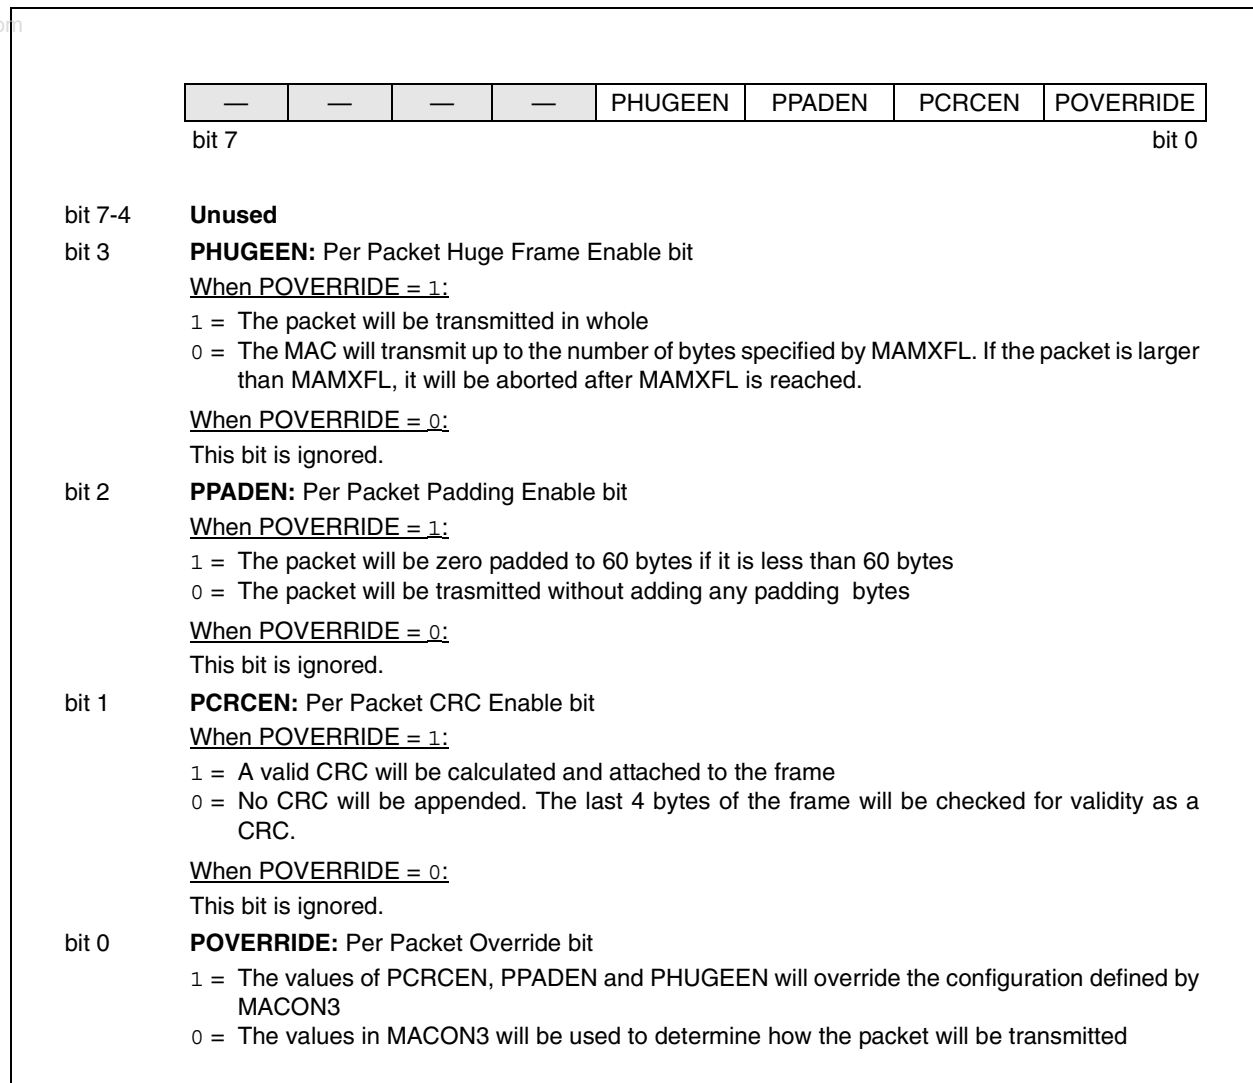 om
— — — — PHUGEEN PPADEN PCRCEN POVERRIDE
bit 7 bit 0
bit 7-4 Unused
bit 3 PHUGEEN: Per Packet Huge Frame Enable bit
When POVERRIDE = 1:
1 = The packet will be transmitted in whole
0 = The MAC will transmit up to the number of bytes specified by MAMXFL. If the packet is larger
than MAMXFL, it will be aborted after MAMXFL is reached.
When POVERRIDE = 0:
This bit is ignored.
bit 2 PPADEN: Per Packet Padding Enable bit
When POVERRIDE = 1:
1 = The packet will be zero padded to 60 bytes if it is less than 60 bytes
0 = The packet will be trasmitted without adding any padding bytes
When POVERRIDE = 0:
This bit is ignored.
bit 1 PCRCEN: Per Packet CRC Enable bit
When POVERRIDE = 1:
1 = A valid CRC will be calculated and attached to the frame
0 = No CRC will be appended. The last 4 bytes of the frame will be checked for validity as a
CRC.
When POVERRIDE = 0:
This bit is ignored.
bit 0 POVERRIDE: Per Packet Override bit
1 = The values of PCRCEN, PPADEN and PHUGEEN will override the configuration defined by
MACON3
0 = The values in MACON3 will be used to determine how the packet will be transmitted